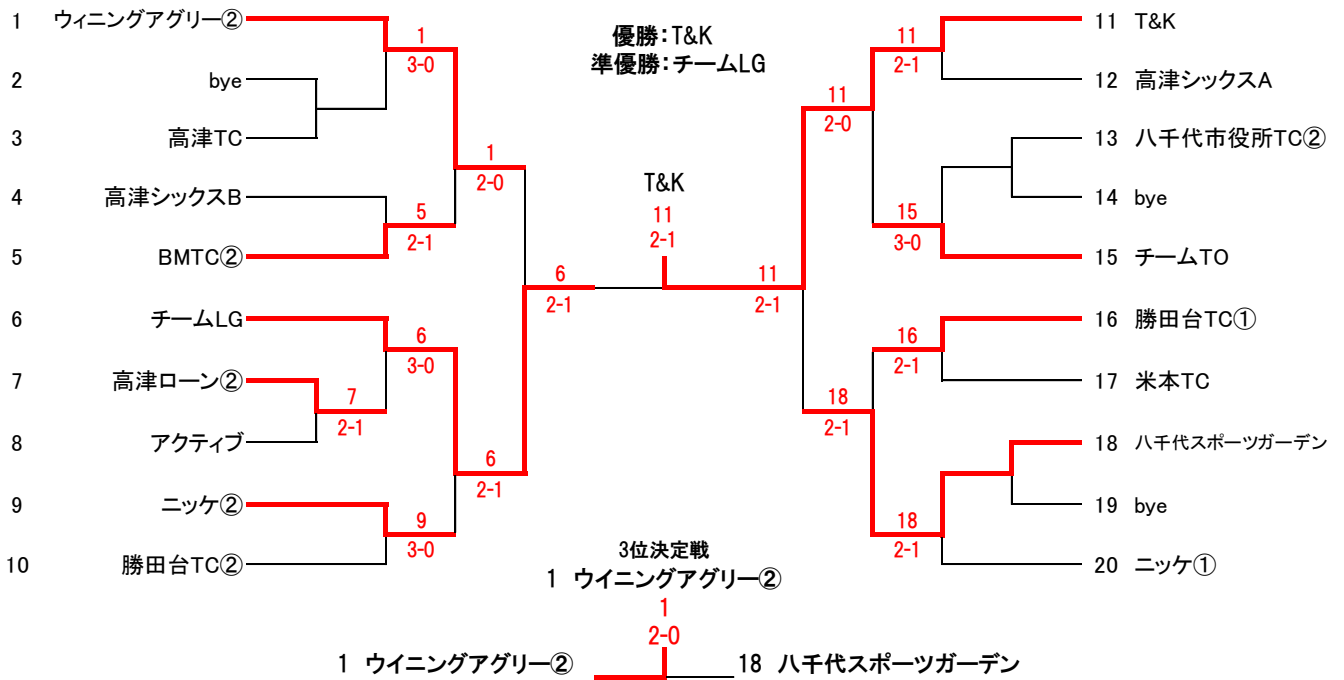 優勝：T&K
準優勝：チームLG
1 ウィニングアグリー②
2 bye
3 高津TC
4 高津シックスB
5 BMTC②
6 チームLG
7 高津ローン②
8 アクティブ
9 ニッケ②
10 勝田台TC②
1
3-0
5
2-1
7
2-1
6
3-0
9
3-0
1
2-0
6
2-1
6
2-1
T&K
11
2-1
11
2-1
11
2-0
18
2-1
11
2-1
15
3-0
16
2-1
18
2-1
11 T&K
12 高津シックスA
13 八千代市役所TC②
14 bye
15 チームTO
16 勝田台TC①
17 米本TC
18 八千代スポーツガーデン
19 bye
20 ニッケ①
3位決定戦
1 ウイニングアグリー②
1
2-0
1 ウイニングアグリー②
18 八千代スポーツガーデン